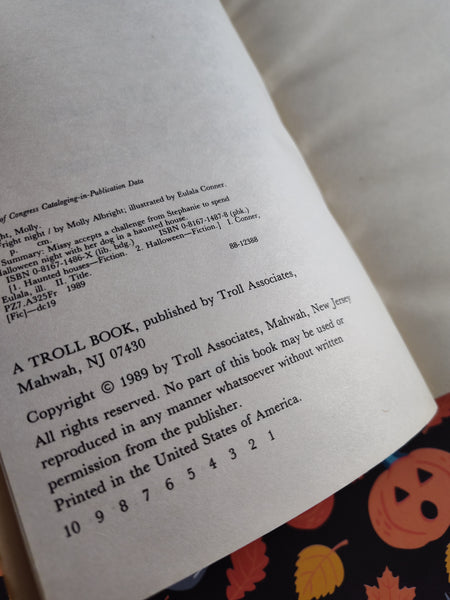 of Congress Cataloging-in-Publication Data
ht, Molly.
right night / by Molly Albright; illustrated by Eulala Conner.
p. cm.
Summary: Missy accepts a challenge from Stephanie to spend
Halloween night with her dog in a haunted house.
ISBN 0-8167-1486-X (lib. bdg.) ISBN 0-8167-1487-8 (pbk.)
[1. Haunted houses—Fiction. 2. Halloween—Fiction.] I. Conner,
Eulala, ill. II. Title.
PZ7.A325Fr 1989
[Fic]—dc19 88-12388
A TROLL BOOK, published by Troll Associates,
Mahwah, NJ 07430
Copyright © 1989 by Troll Associates, Mahwah, New Jersey
All rights reserved. No part of this book may be used or
reproduced in any manner whatsoever without written
permission from the publisher.
Printed in the United States of America.
10 9 8 7 6 5 4 3 2 1